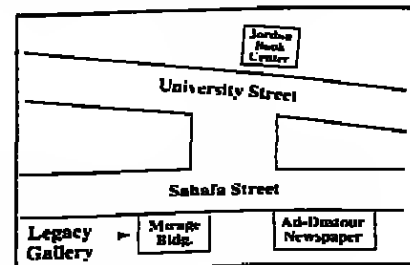 Jordan
Book
Center
University Street
Sahafa Street
Legacy
Gallery
Mirage
Bldg.
Ad-Dustour
Newspaper